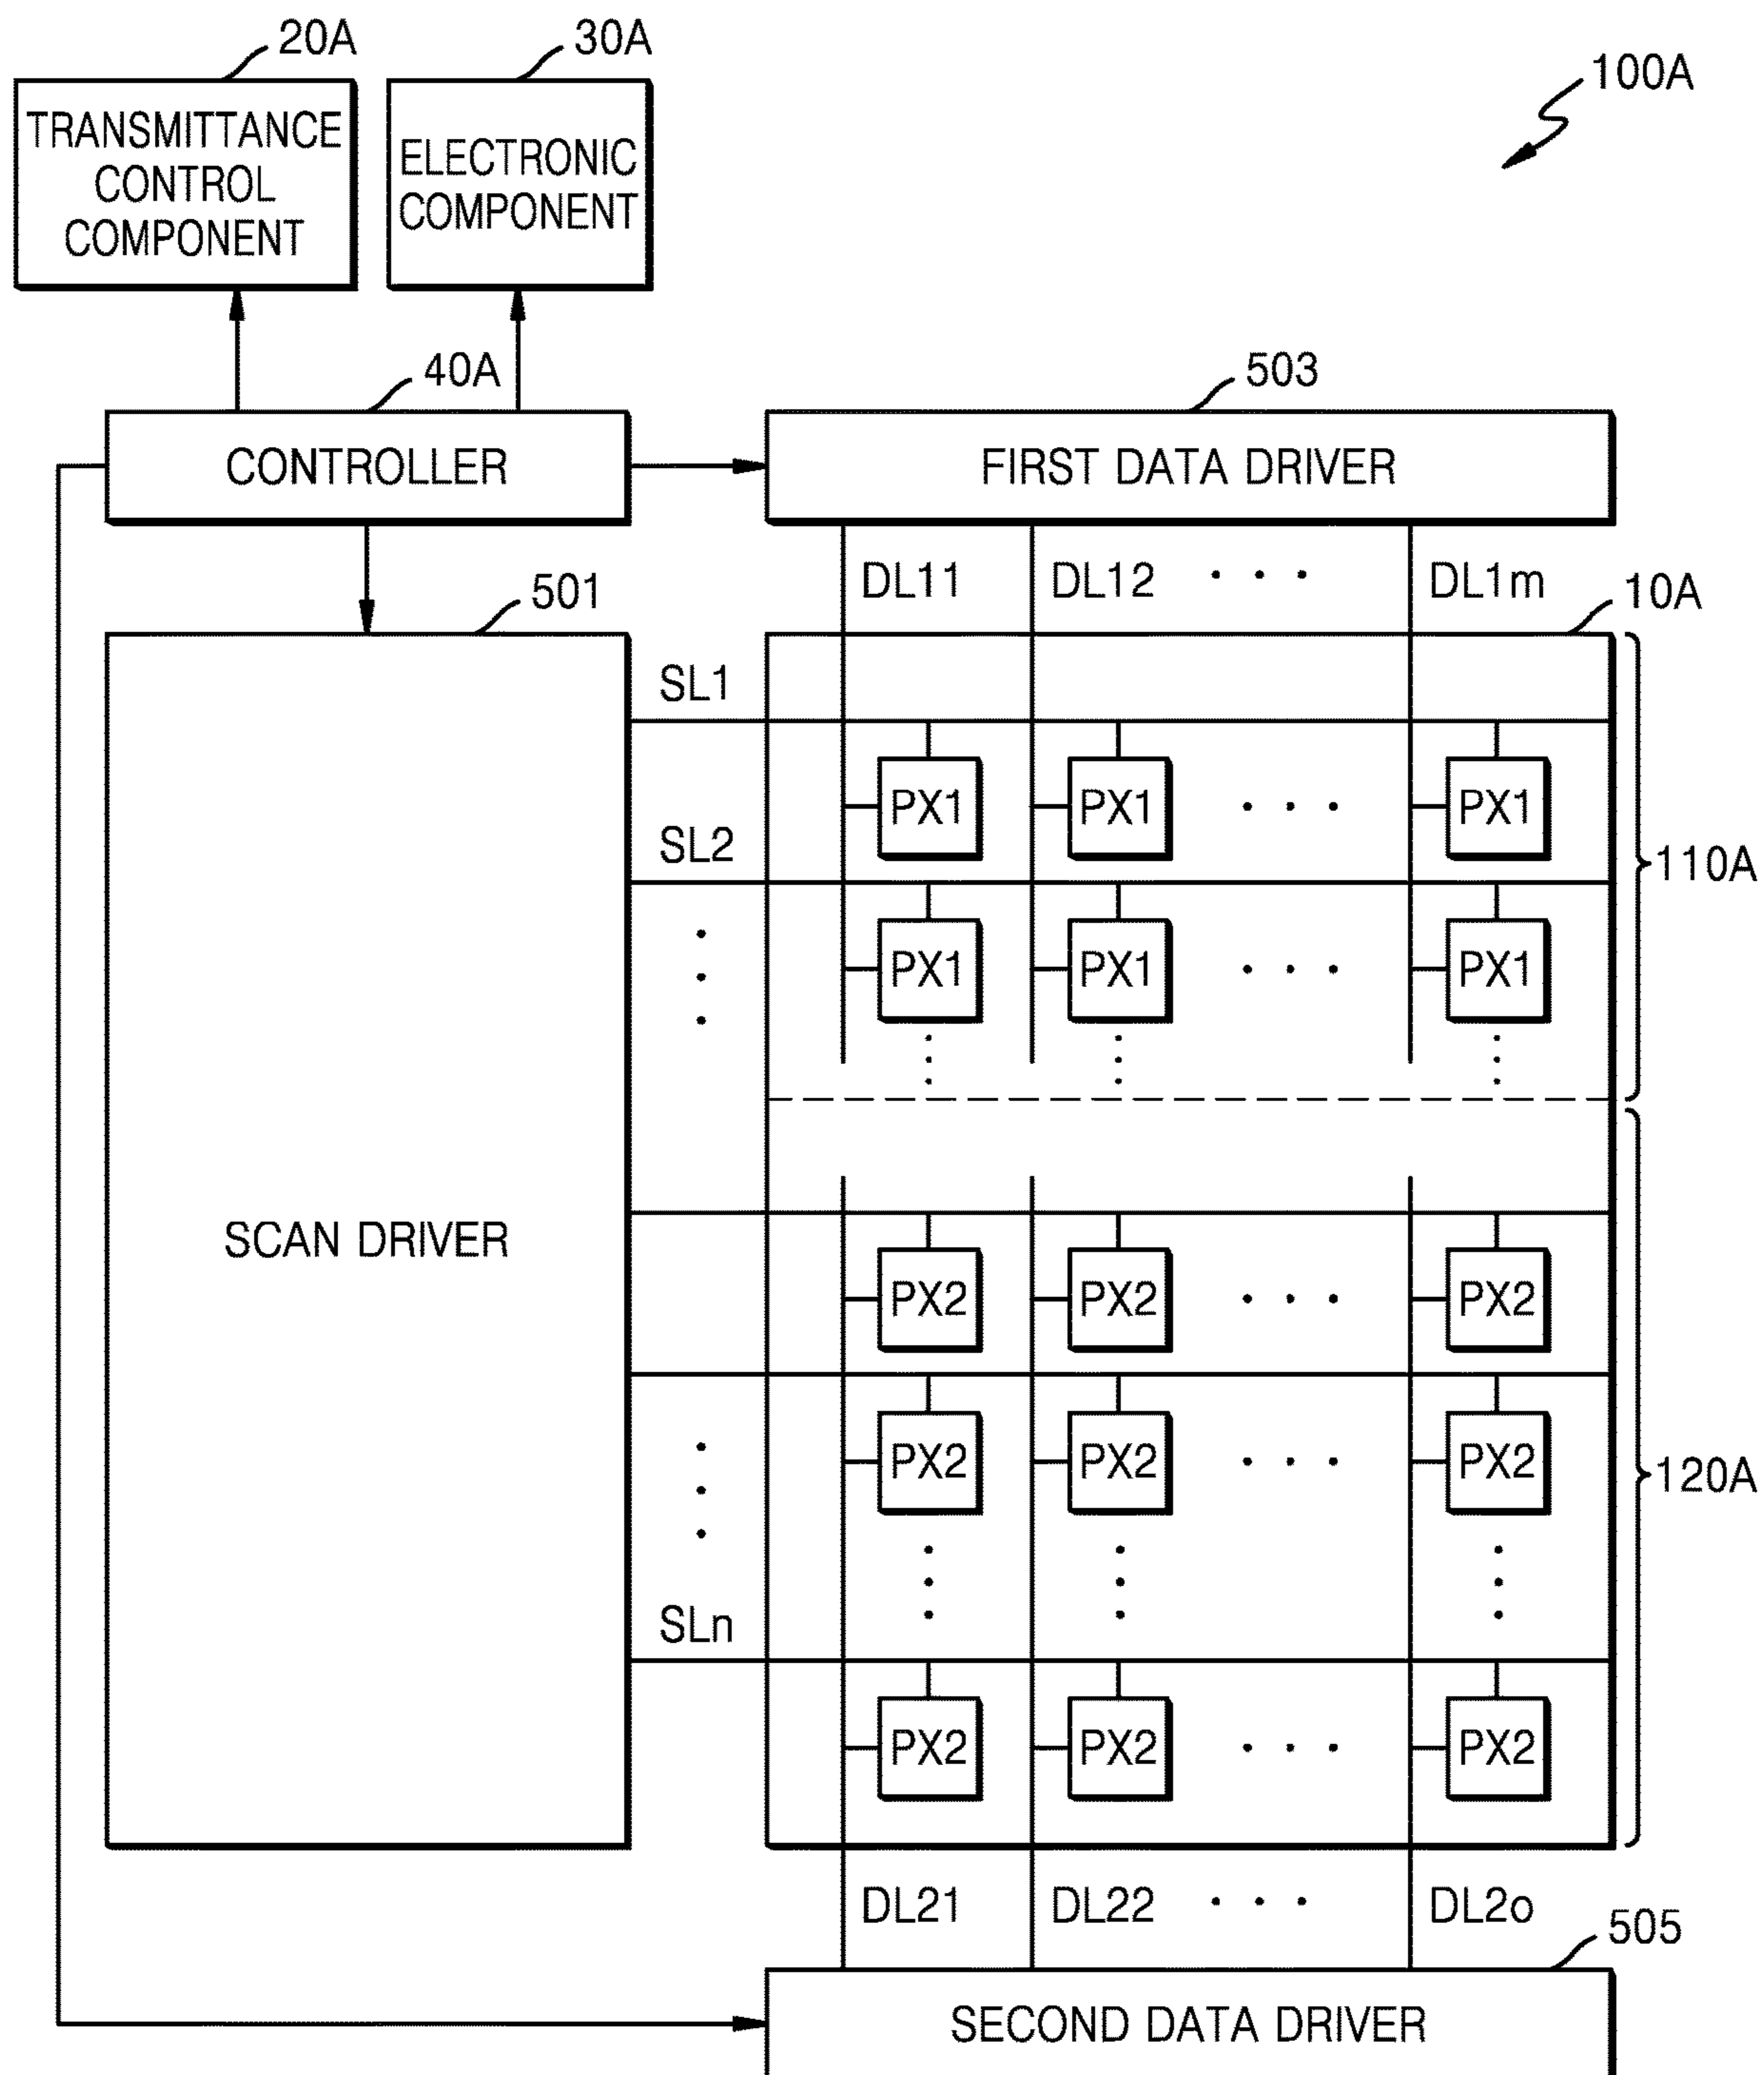 20A
30A
100A
TRANSMITTANCE
CONTROL
COMPONENT
ELECTRONIC
COMPONENT
40A
503
CONTROLLER
FIRST DATA DRIVER
DL11 DL12 · · · DL1m
501
10A
SL1
PX1 PX1 · · · PX1
SL2
110A
PX1 PX1 · · · PX1
SCAN DRIVER
PX2 PX2 · · · PX2
PX2 PX2 · · · PX2
120A
SLn
PX2 PX2 · · · PX2
DL21 DL22 · · · DL2o
505
SECOND DATA DRIVER